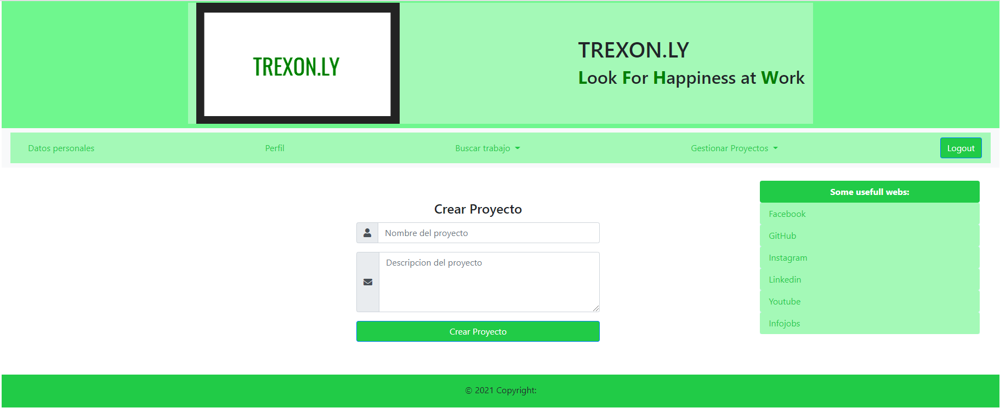 TREXON.LY
TREXON.LY
Look For Happiness at Work
Datos personales
Perfil
Buscar trabajo
Gestionar Proyectos
Logout
Crear Proyecto
Nombre del proyecto
Descripcion del proyecto
Crear Proyecto
Some usefull webs:
Facebook
GitHub
Instagram
Linkedin
Youtube
Infojobs
© 2021 Copyright: